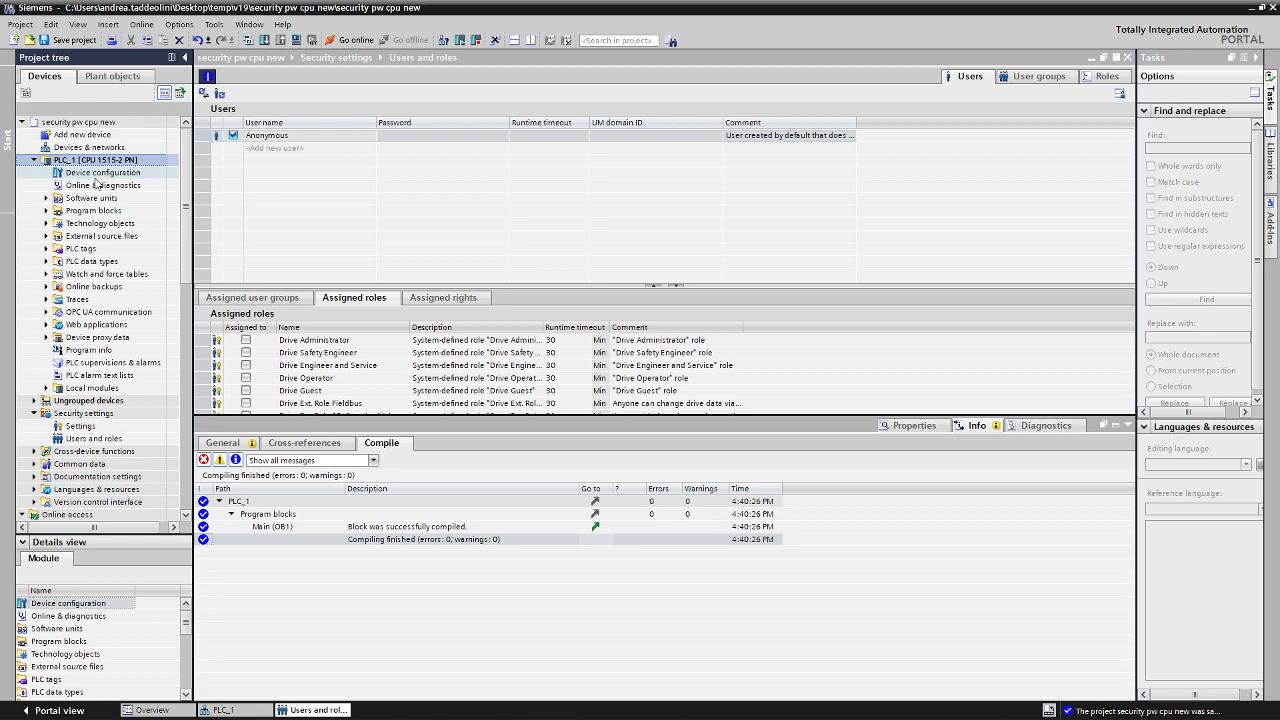 Siemens - C:\Users\andrea.taddeolini\Desktop\temp\v19\security pw cpu new\security pw cpu new
Project Edit View Insert Online Options Tools Window Help
Totally Integrated Automation
PORTAL
Save project
Go online
Go offline
<Search in project>
Project tree
Devices
Plant objects
Start
security pw cpu new
Add new device
Devices & networks
PLC_1 [CPU 1515-2 PN]
Device configuration
Online & diagnostics
Software units
Program blocks
Technology objects
External source files
PLC tags
PLC data types
Watch and force tables
Online backups
Traces
OPC UA communication
Web applications
Device proxy data
Program info
PLC supervisions & alarms
PLC alarm text lists
Local modules
Ungrouped devices
Security settings
Settings
Users and roles
Cross-device functions
Common data
Documentation settings
Languages & resources
Version control interface
Online access
Details view
Module
Name
Device configuration
Online & diagnostics
Software units
Program blocks
Technology objects
External source files
PLC tags
PLC data types
security pw cpu new Security settings Users and roles
Users
User groups
Roles
Users
User name Password Runtime timeout UM domain ID Comment
Anonymous User created by default that does ...
<Add new user>
Assigned user groups
Assigned roles
Assigned rights
Assigned roles
Assigned to Name Description Runtime timeout Comment
Drive Administrator System-defined role "Drive Admini... 30 Min "Drive Administrator" role
Drive Safety Engineer System-defined role "Drive Safety ... 30 Min "Drive Safety Engineer" role
Drive Engineer and Service System-defined role "Drive Engine... 30 Min "Drive Engineer and Service" role
Drive Operator System-defined role "Drive Operat... 30 Min "Drive Operator" role
Drive Guest System-defined role "Drive Guest" ... 30 Min "Drive Guest" role
Drive Ext. Role Fieldbus System-defined role "Drive Ext. Rol... 30 Min Anyone can change drive data via...
Properties
Info
Diagnostics
General
Cross-references
Compile
Show all messages
Compiling finished (errors: 0; warnings: 0)
! Path Description Go to ? Errors Warnings Time
PLC_1 0 0 4:40:26 PM
Program blocks 0 0 4:40:26 PM
Main (OB1) Block was successfully compiled. 4:40:26 PM
Compiling finished (errors: 0; warnings: 0) 4:40:26 PM
Tasks
Options
Find and replace
Find:
Whole words only
Match case
Find in substructures
Find in hidden texts
Use wildcards
Use regular expressions
Down
Up
Find
Replace with:
Whole document
From current position
Selection
Replace Replace
Languages & resources
Editing language:
Reference language:
Tasks
Libraries
Add-Ins
Portal view
Overview
PLC_1
Users and rol...
The project security pw cpu new was sa...